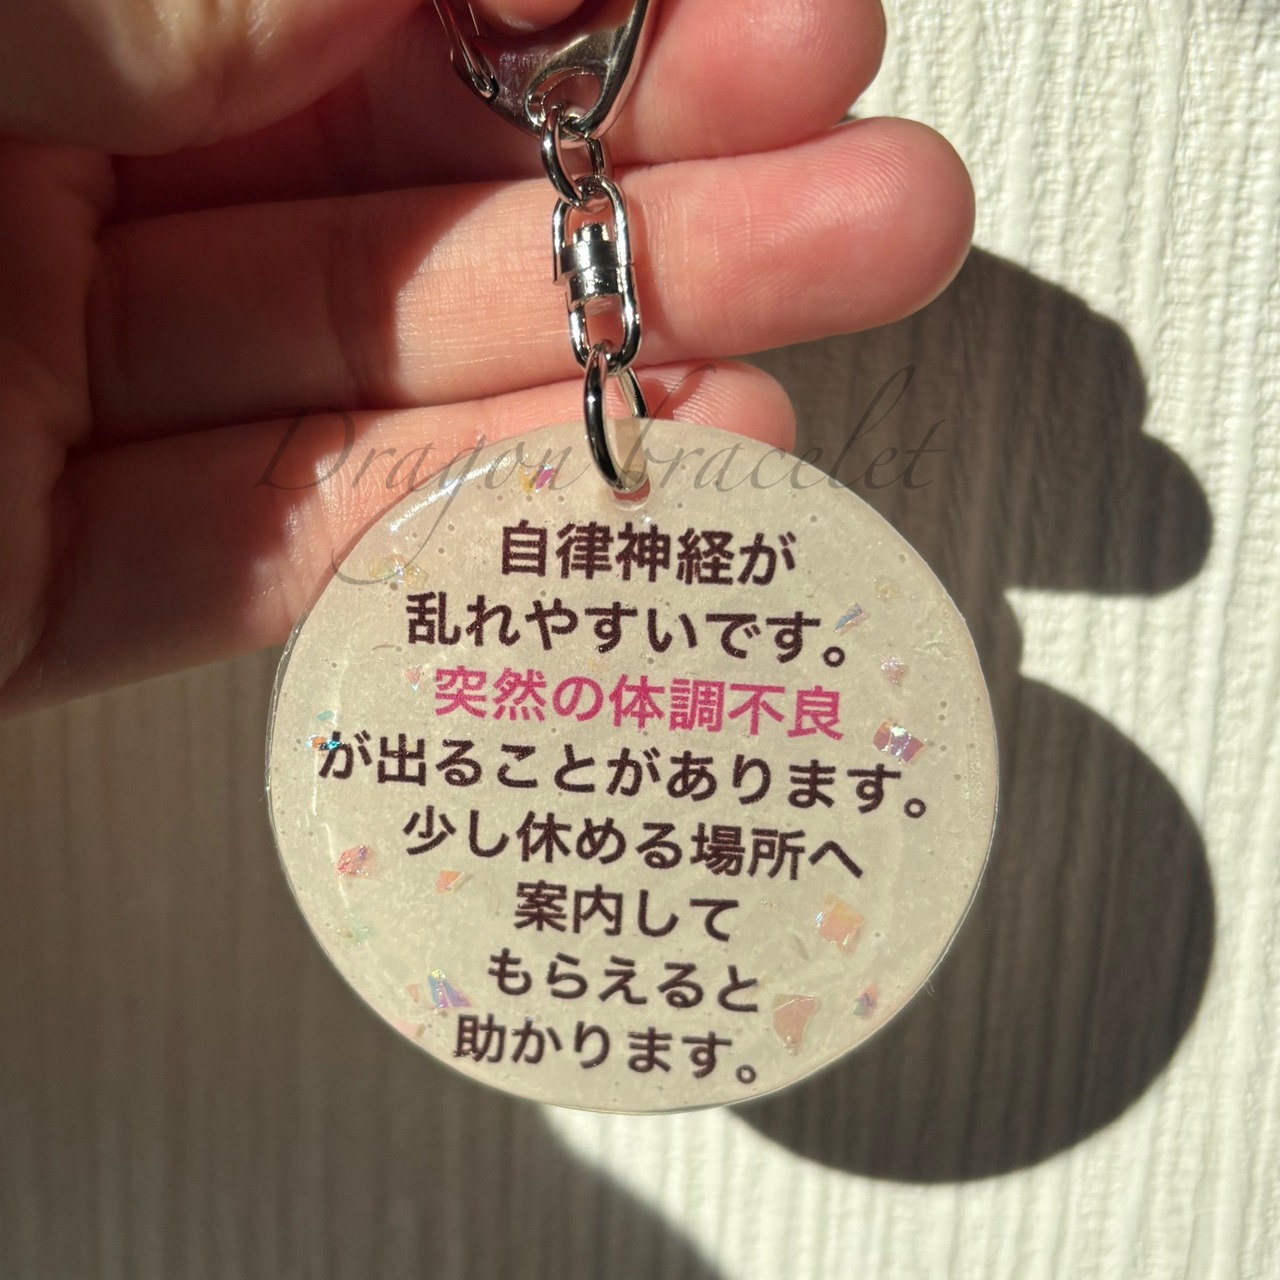 Dragon bracelet
自律神経が
乱れやすいです。
突然の体調不良
が出ることがあります。
少し休める場所へ
案内して
もらえると
助かります。